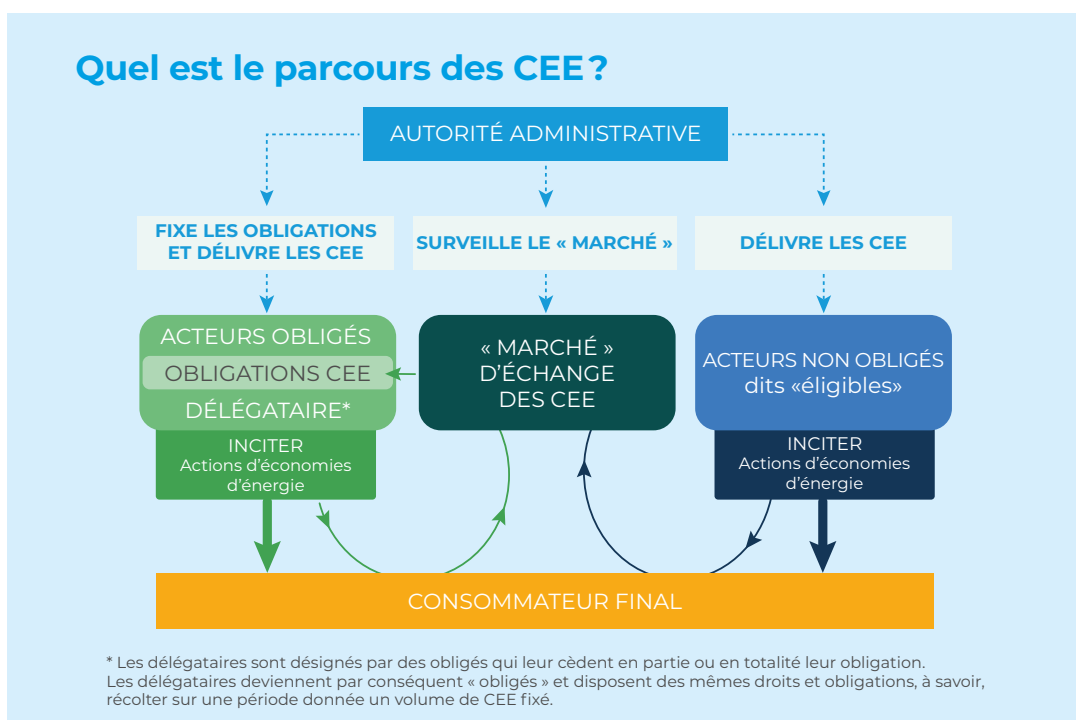 Quel est le parcours des CEE ?
AUTORITÉ ADMINISTRATIVE
FIXE LES OBLIGATIONS
ET DÉLIVRE LES CEE
SURVEILLE LE « MARCHÉ »
DÉLIVRE LES CEE
ACTEURS OBLIGÉS
OBLIGATIONS CEE
DÉLÉGATAIRE*
« MARCHÉ »
D’ÉCHANGE
DES CEE
ACTEURS NON OBLIGÉS
dits «éligibles»
INCITER
Actions d’économies
d’énergie
INCITER
Actions d’économies
d’énergie
CONSOMMATEUR FINAL
* Les délégataires sont désignés par des obligés qui leur cèdent en partie ou en totalité leur obligation.
Les délégataires deviennent par conséquent « obligés » et disposent des mêmes droits et obligations, à savoir,
récolter sur une période donnée un volume de CEE fixé.